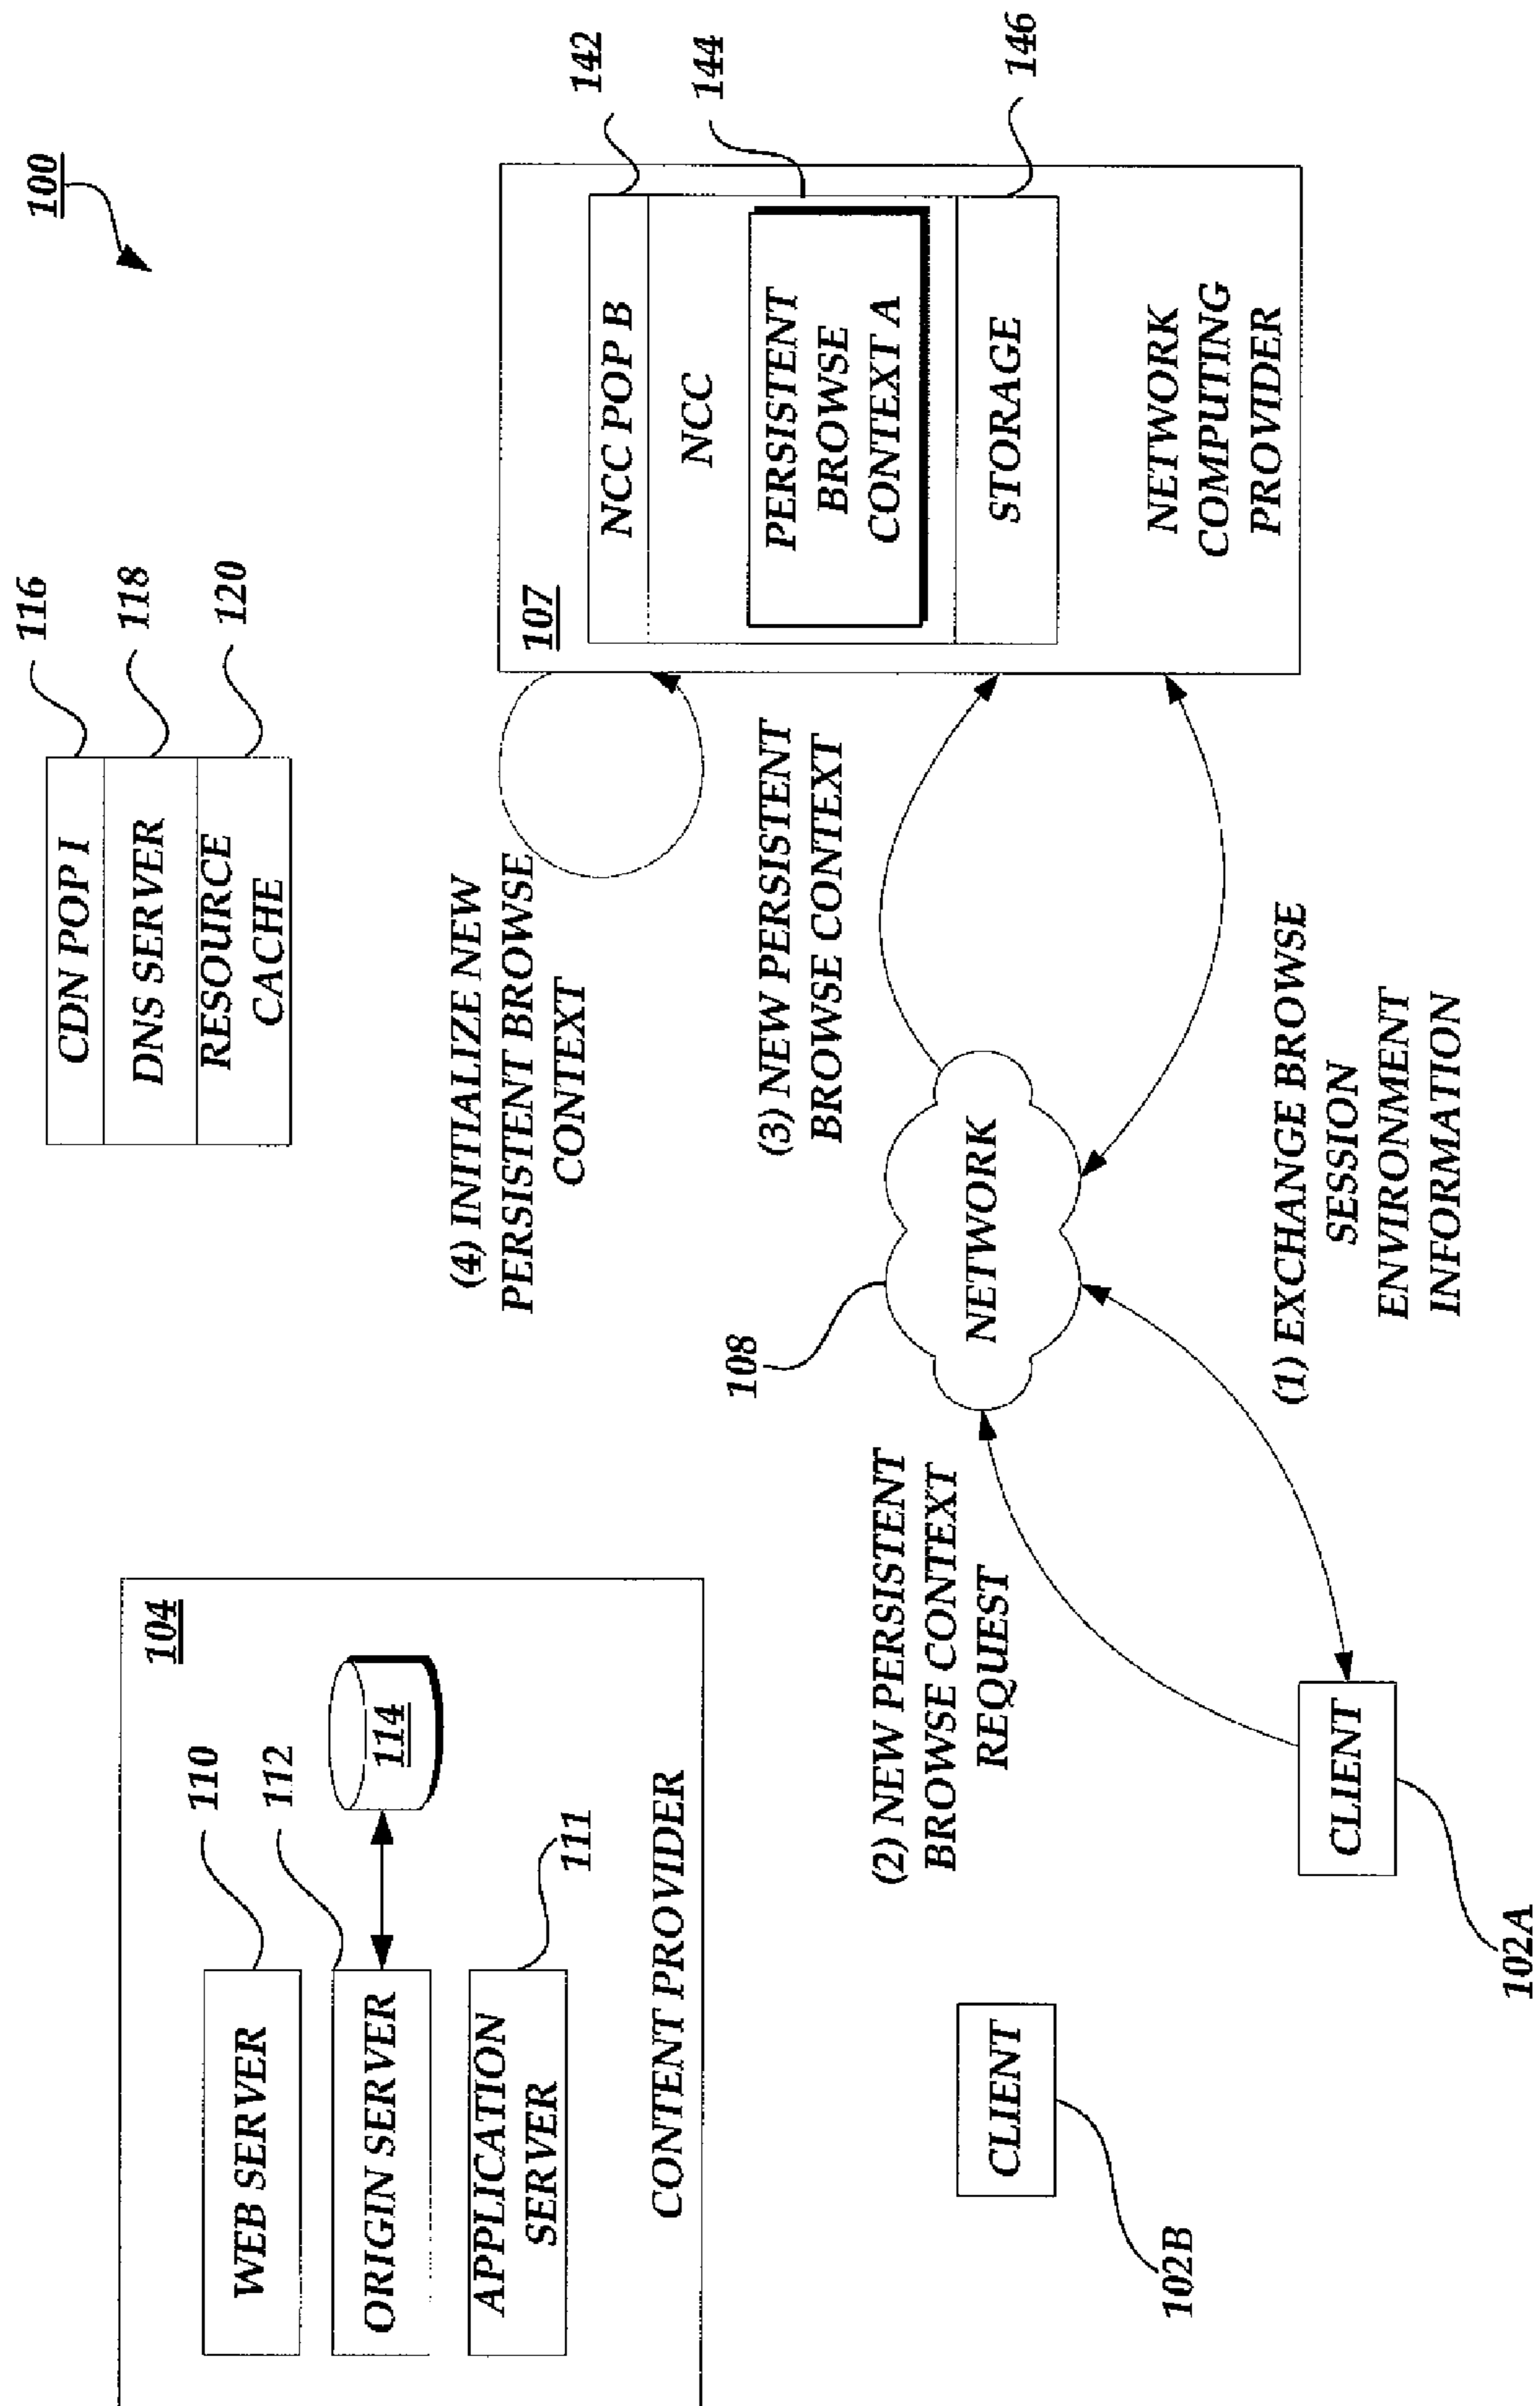 100
104
WEB SERVER
110
ORIGIN SERVER
112
114
APPLICATION
SERVER
111
CONTENT PROVIDER
CDN POP I
116
DNS SERVER
118
RESOURCE
CACHE
120
(4) INITIALIZE NEW
PERSISTENT BROWSE
CONTEXT
107
NCC POP B
142
NCC
144
PERSISTENT
BROWSE
CONTEXT A
STORAGE
146
NETWORK
COMPUTING
PROVIDER
(3) NEW PERSISTENT
BROWSE CONTEXT
108
NETWORK
(2) NEW PERSISTENT
BROWSE CONTEXT
REQUEST
(1) EXCHANGE BROWSE
SESSION
ENVIRONMENT
INFORMATION
CLIENT
102B
CLIENT
102A